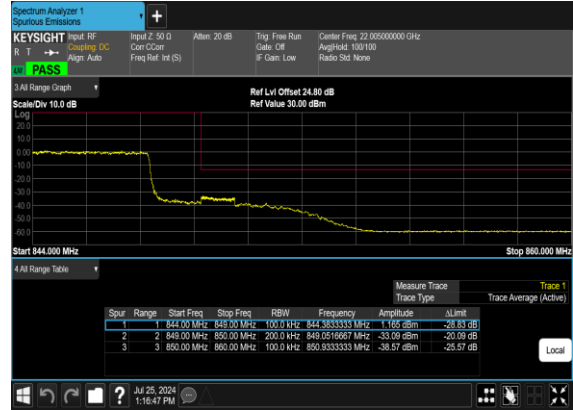 Spectrum Analyzer 1
Spurious Emissions
KEYSIGHT Input: RF Input Z: 50 Ω Atten: 20 dB Trig: Free Run Center Freq: 22.005000000 GHz
R T Coupling: DC Corr CCorr Gate: Off Avg|Hold: 100/100
Align: Auto Freq Ref: Int (S) IF Gain: Low Radio Std: None
PASS
3 All Range Graph
Ref Lvl Offset 24.80 dB
Scale/Div 10.0 dB Ref Value 30.00 dBm
Log
20.0
10.0
0.00
-10.0
-20.0
-30.0
-40.0
-50.0
-60.0
Start 844.000 MHz Stop 860.000 MHz
4 All Range Table
Measure Trace Trace 1
Trace Type Trace Average (Active)
Spur Range Start Freq Stop Freq RBW Frequency Amplitude ΔLimit
1 1 844.00 MHz 849.00 MHz 100.0 kHz 844.3833333 MHz 1.165 dBm -28.83 dB
2 2 849.00 MHz 850.00 MHz 200.0 kHz 849.0516667 MHz -33.09 dBm -20.09 dB
3 3 850.00 MHz 860.00 MHz 100.0 kHz 850.9333333 MHz -38.57 dBm -25.57 dB
Local
Jul 25, 2024
1:16:47 PM